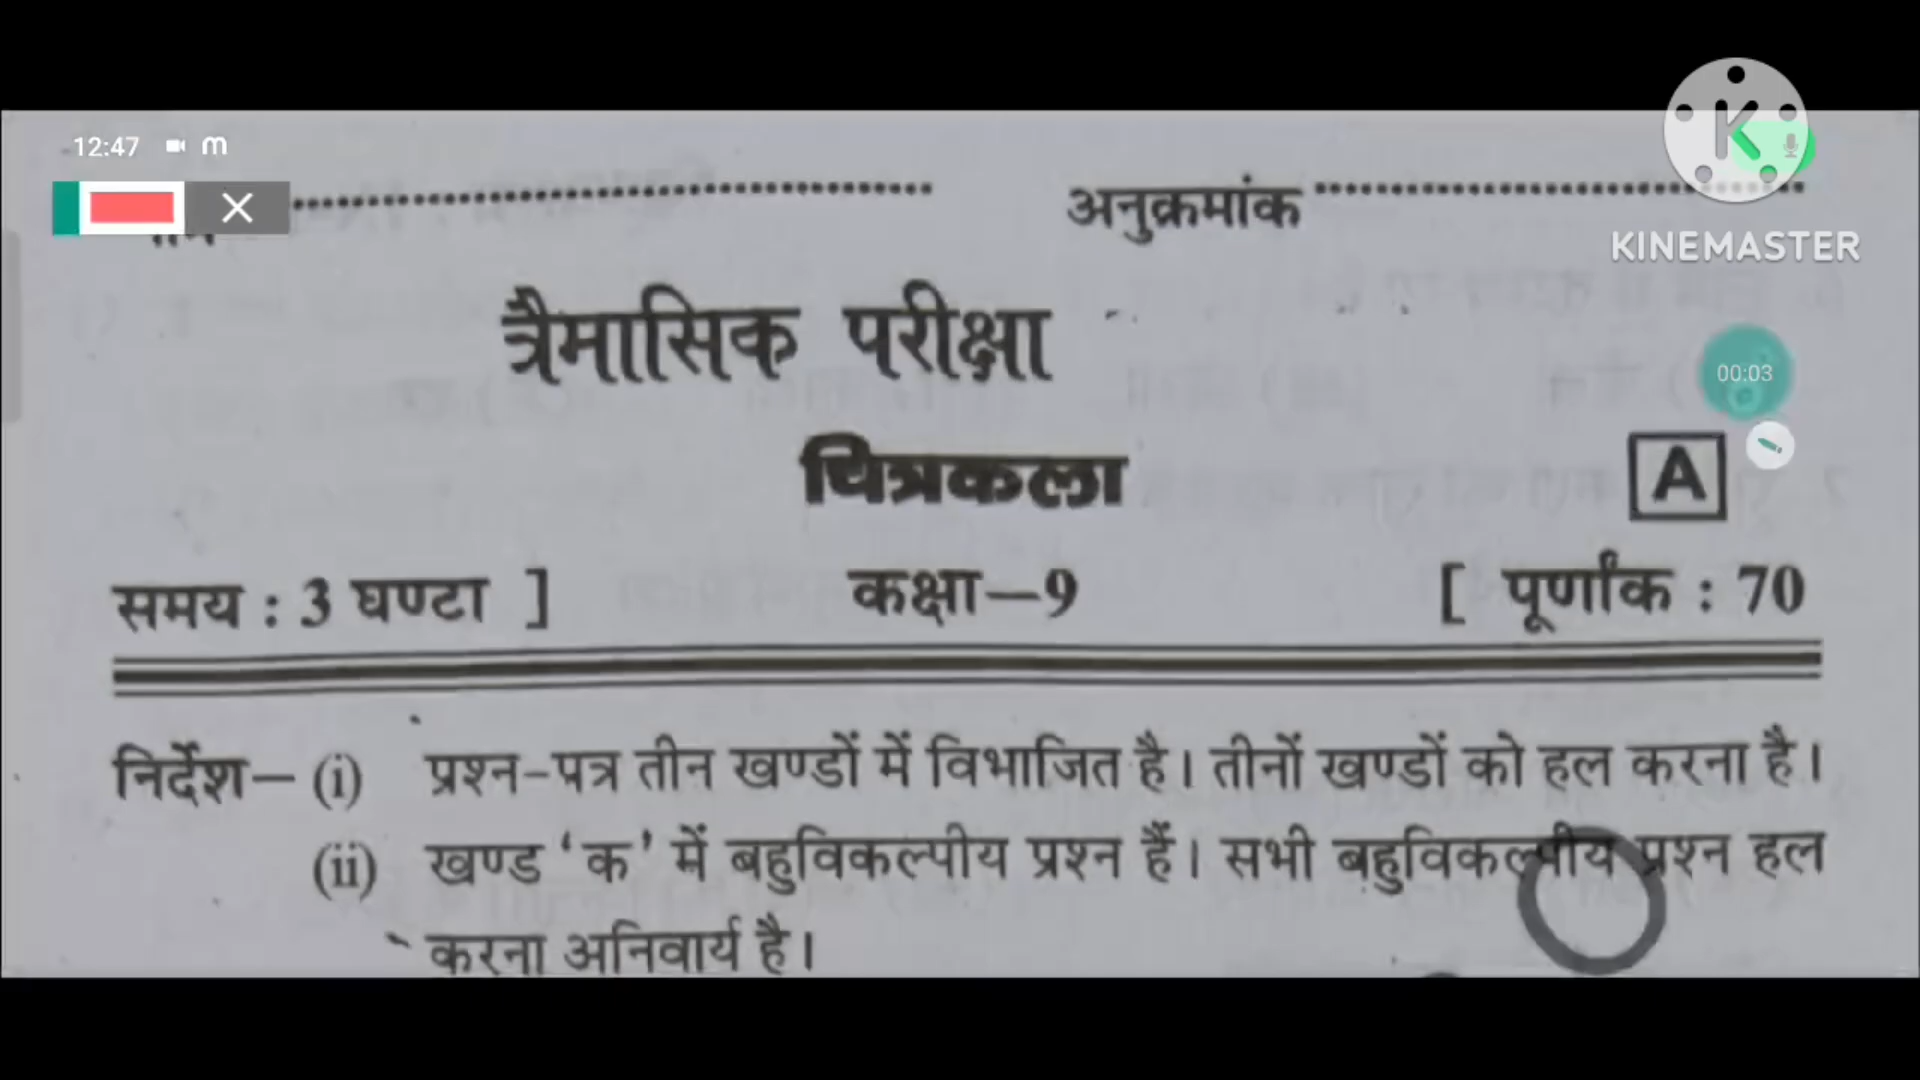 12:47 m
अनुक्रमांक
KINEMASTER
त्रैमासिक परीक्षा
00:03
चित्रकला
A
समय : 3 घण्टा ] कक्षा—9 [ पूर्णांक : 70
निर्देश— (i) प्रश्न-पत्र तीन खण्डों में विभाजित है। तीनों खण्डों को हल करना है।
(ii) खण्ड ‘क’ में बहुविकल्पीय प्रश्न हैं। सभी बहुविकल्पीय प्रश्न हल
करना अनिवार्य है।